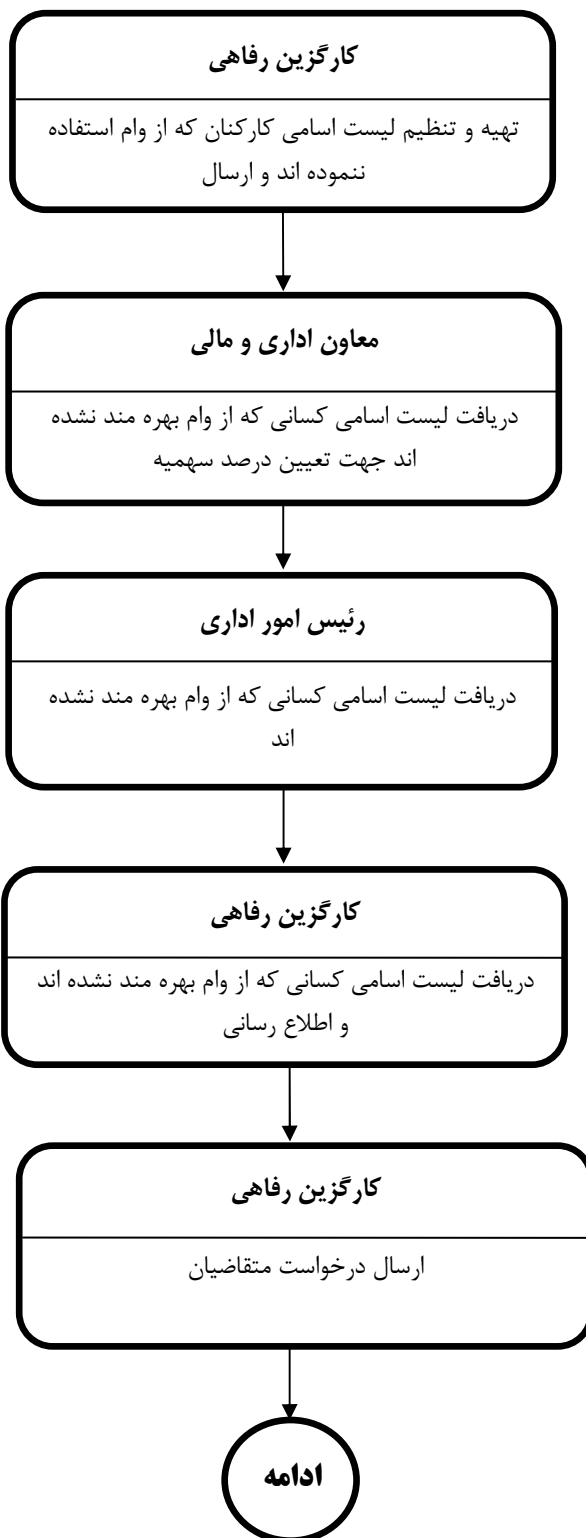 کارگزین رفاهی
تهیه و تنظیم لیست اسامی کارکنان که از وام استفاده
ننموده اند و ارسال
معاون اداری و مالی
دریافت لیست اسامی کسانی که از وام بهره مند نشده
اند جهت تعیین درصد سهمیه
رئیس امور اداری
دریافت لیست اسامی کسانی که از وام بهره مند نشده
اند
کارگزین رفاهی
دریافت لیست اسامی کسانی که از وام بهره مند نشده اند
و اطلاع رسانی
کارگزین رفاهی
ارسال درخواست متقاضیان
ادامه